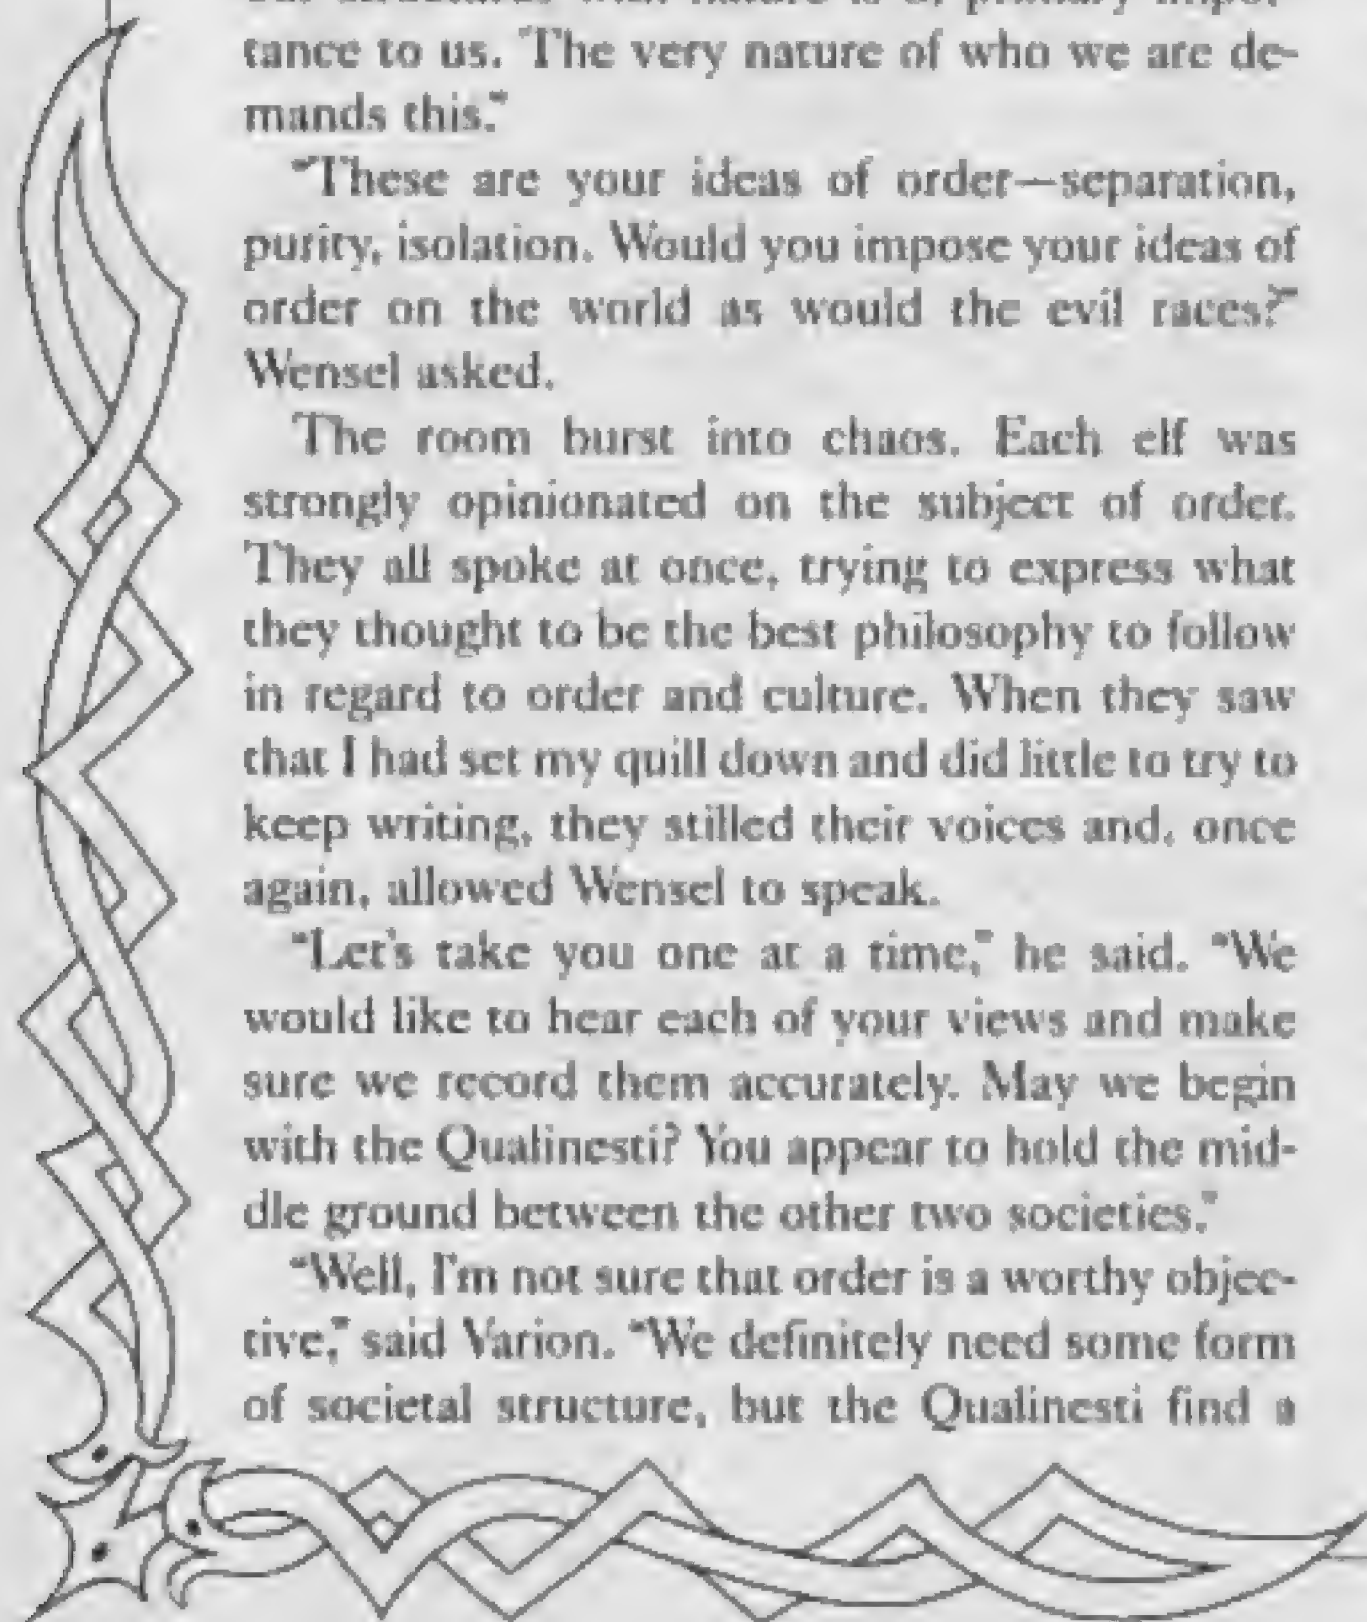 tance to us. The very nature of who we are de-
mands this."
"These are your ideas of order—separation,
purity, isolation. Would you impose your ideas of
order on the world as would the evil races?"
Wensel asked.
The room burst into chaos. Each elf was
strongly opinionated on the subject of order.
They all spoke at once, trying to express what
they thought to be the best philosophy to follow
in regard to order and culture. When they saw
that I had set my quill down and did little to try to
keep writing, they stilled their voices and, once
again, allowed Wensel to speak.
"Let's take you one at a time," he said. "We
would like to hear each of your views and make
sure we record them accurately. May we begin
with the Qualinesti? You appear to hold the mid-
dle ground between the other two societies."
"Well, I'm not sure that order is a worthy objec-
tive," said Varion. "We definitely need some form
of societal structure, but the Qualinesti find a